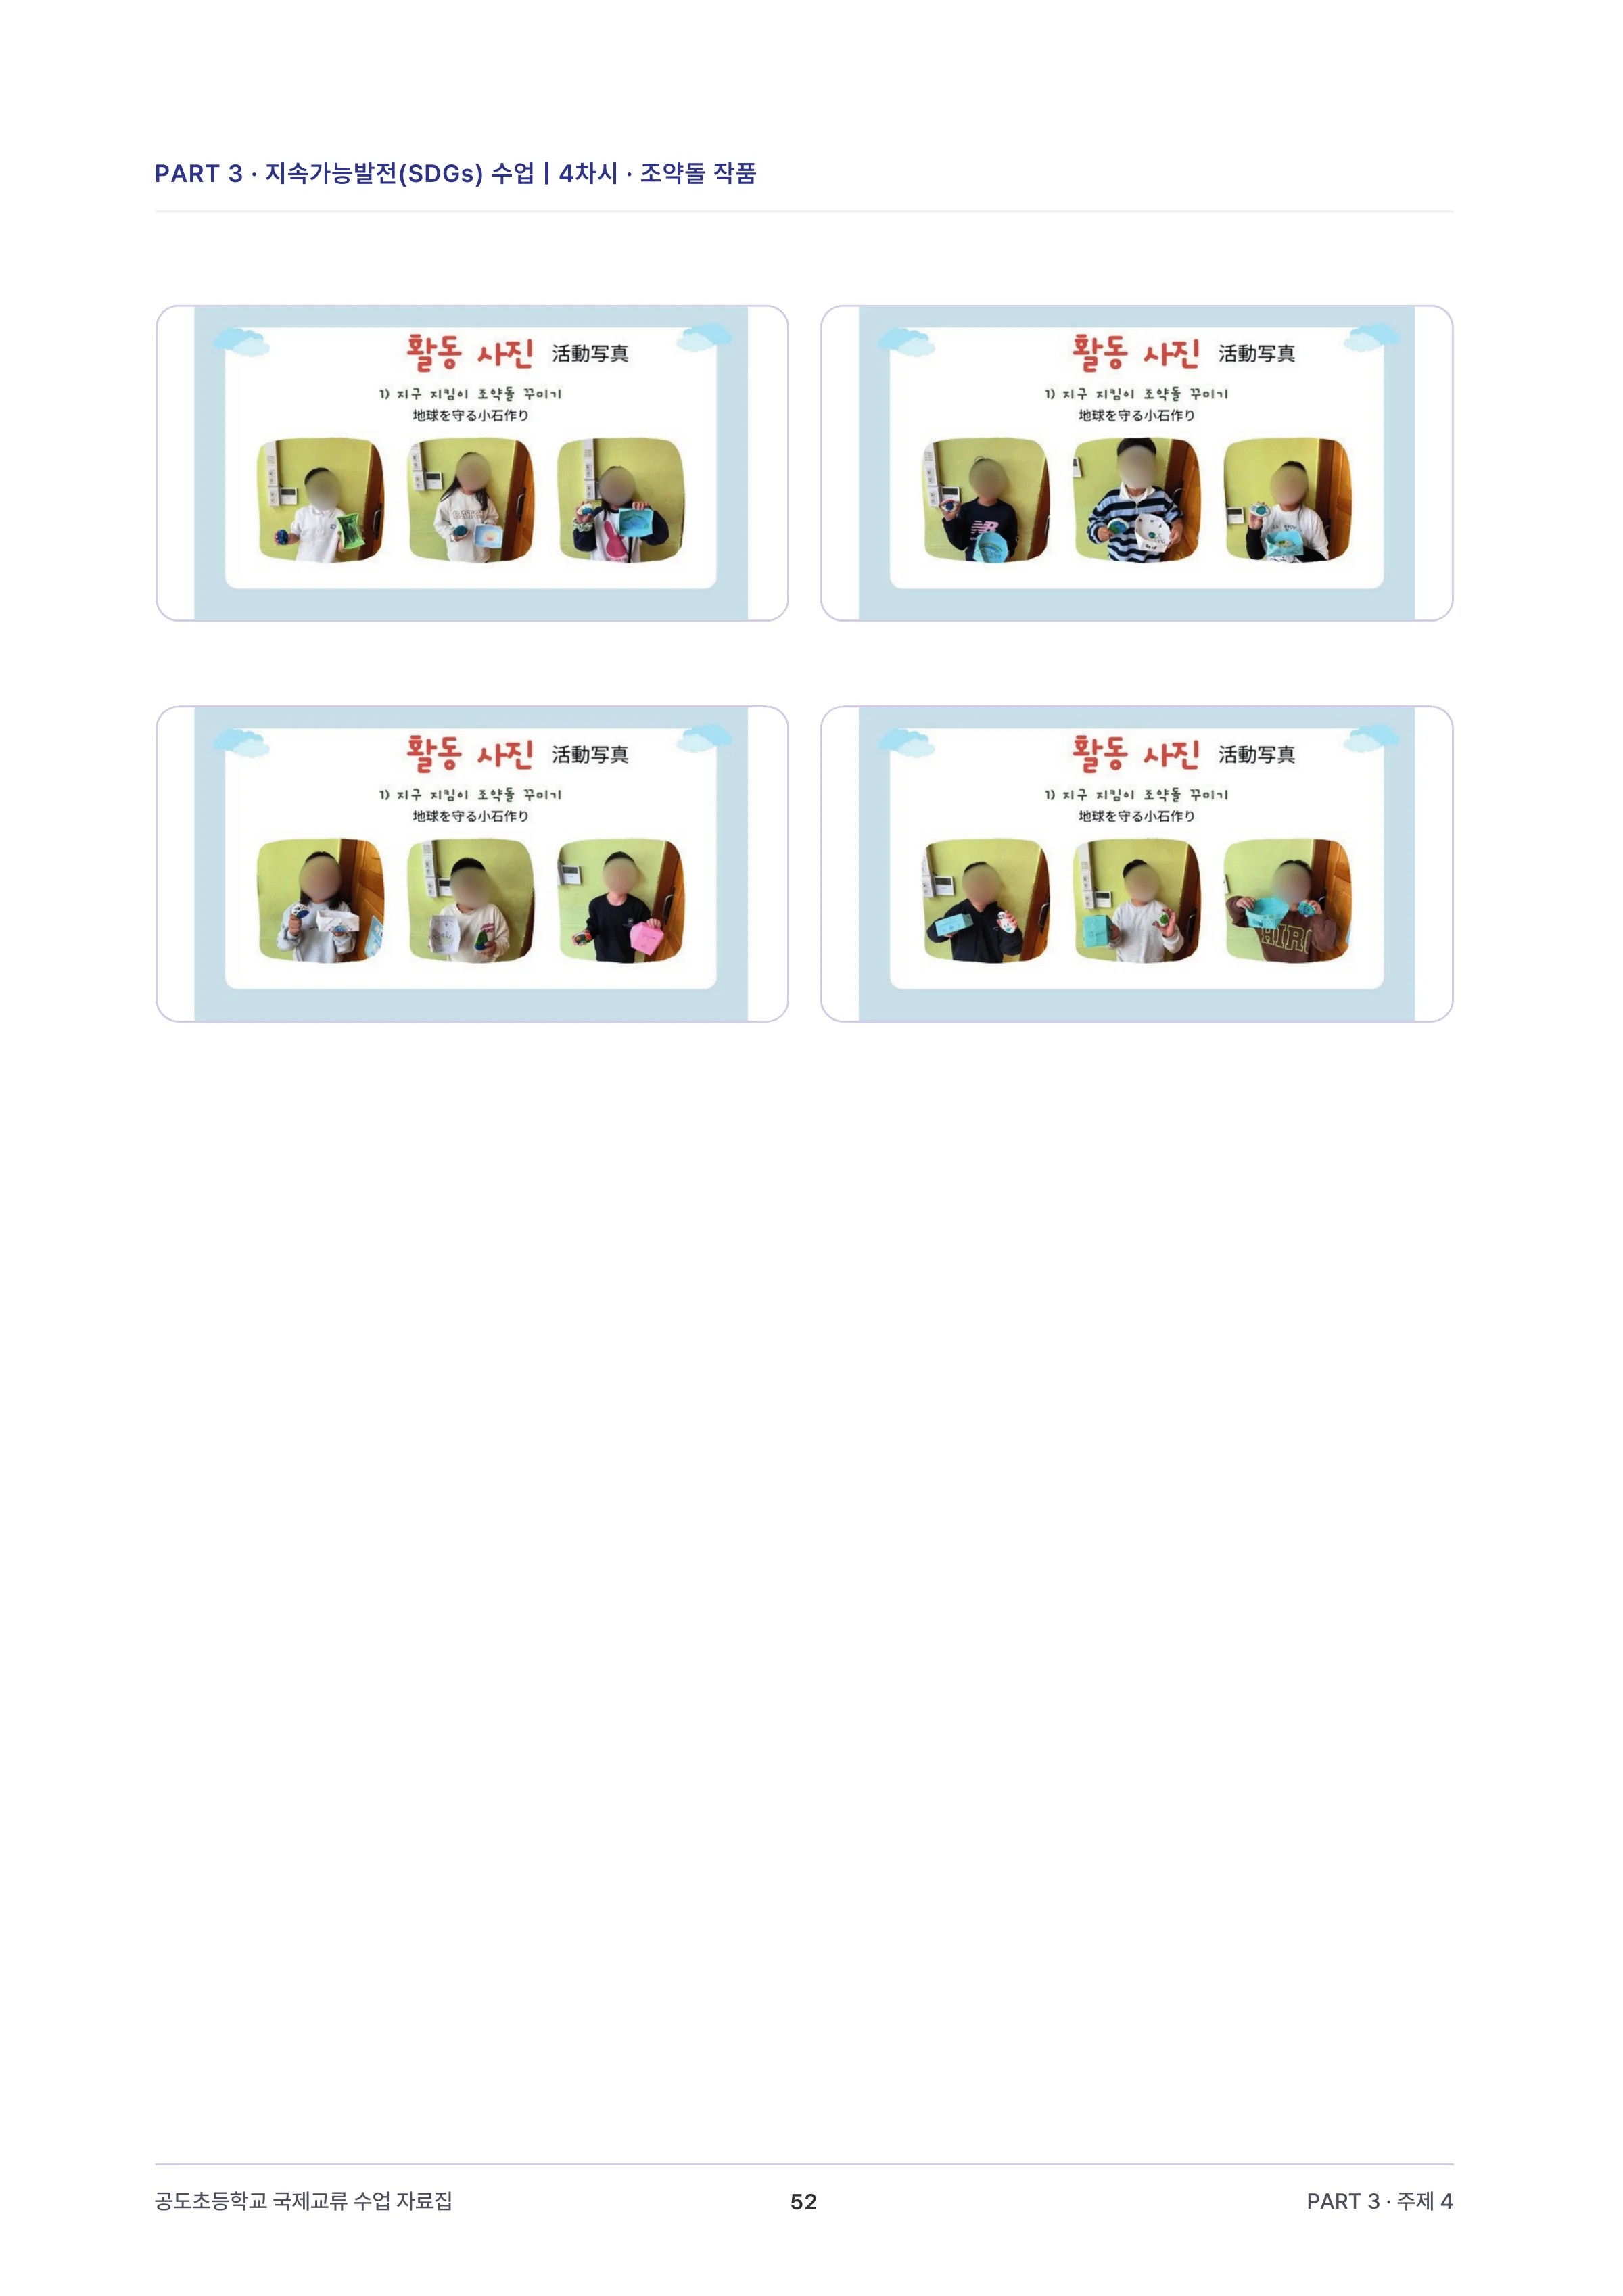 PART 3 · 지속가능발전(SDGs) 수업 | 4차시 · 조약돌 작품
활동 사진 活動写真
1) 지구 지킴이 조약돌 꾸미기
地球を守る小石作り
활동 사진 活動写真
1) 지구 지킴이 조약돌 꾸미기
地球を守る小石作り
활동 사진 活動写真
1) 지구 지킴이 조약돌 꾸미기
地球を守る小石作り
활동 사진 活動写真
1) 지구 지킴이 조약돌 꾸미기
地球を守る小石作り
공도초등학교 국제교류 수업 자료집
52
PART 3 · 주제 4